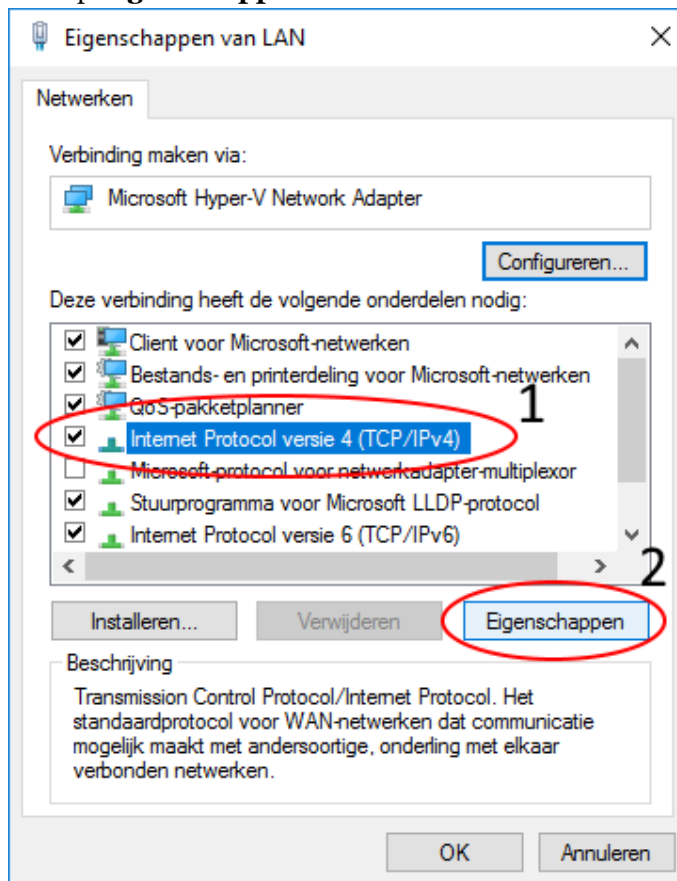 Eigenschappen van LAN
Netwerken
Verbinding maken via:
Microsoft Hyper-V Network Adapter
Configureren...
Deze verbinding heeft de volgende onderdelen nodig:
Client voor Microsoft-netwerken
Bestands- en printerdeling voor Microsoft-netwerken
QoS-pakketplanner
1
Internet Protocol versie 4 (TCP/IPv4)
Microsoft-protocol voor netwerkadapter-multiplexor
Stuurprogramma voor Microsoft LLDP-protocol
Internet Protocol versie 6 (TCP/IPv6)
2
Installeren...
Verwijderen
Eigenschappen
Beschrijving
Transmission Control Protocol/Internet Protocol. Het
standaardprotocol voor WAN-netwerken dat communicatie
mogelijk maakt met andersoortige, onderling met elkaar
verbonden netwerken.
OK
Annuleren